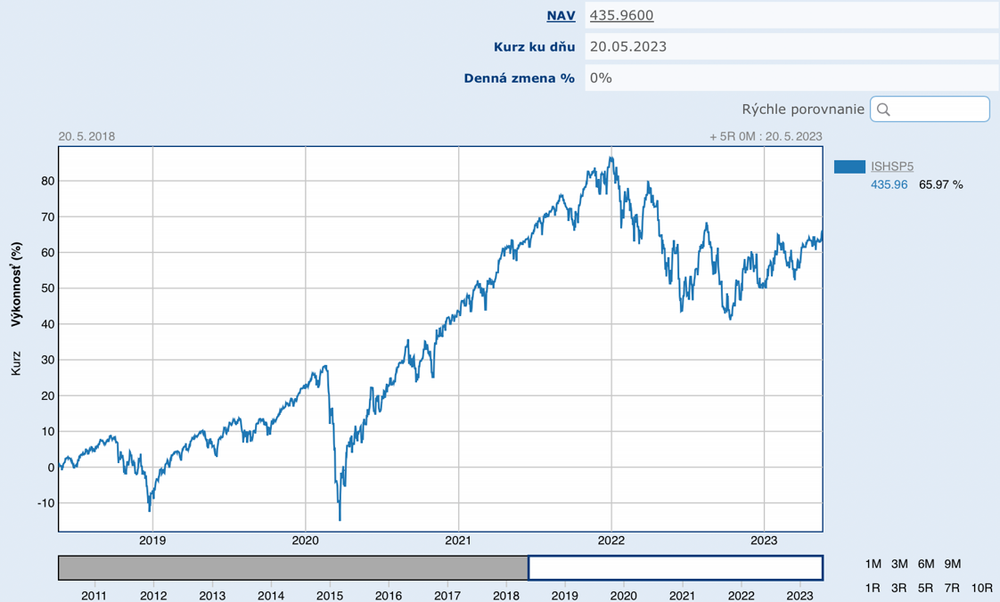 NAV 435.9600
Kurz ku dňu 20.05.2023
Denná zmena % 0%
Rýchle porovnanie
20. 5. 2018 + 5R 0M : 20. 5. 2023
ISHSP5
435.96 65.97 %
80
70
60
50
40
30
20
10
0
-10
Kurz Výkonnosť (%)
2019 2020 2021 2022 2023
2011 2012 2013 2014 2015 2016 2017 2018 2019 2020 2021 2022 2023
1M 3M 6M 9M
1R 3R 5R 7R 10R